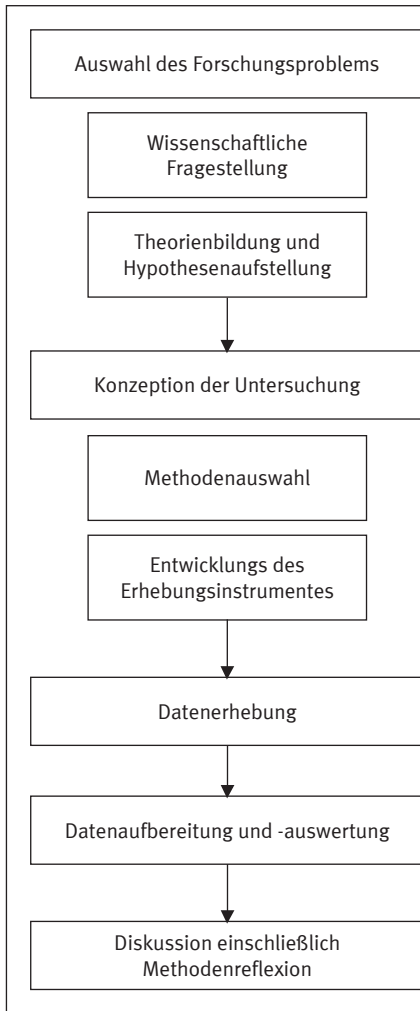 Auswahl des Forschungsproblems
Wissenschaftliche
Fragestellung
Theorienbildung und
Hypothesenaufstellung
Konzeption der Untersuchung
Methodenauswahl
Entwicklungs des
Erhebungsinstrumentes
Datenerhebung
Datenaufbereitung und -auswertung
Diskussion einschließlich
Methodenreflexion